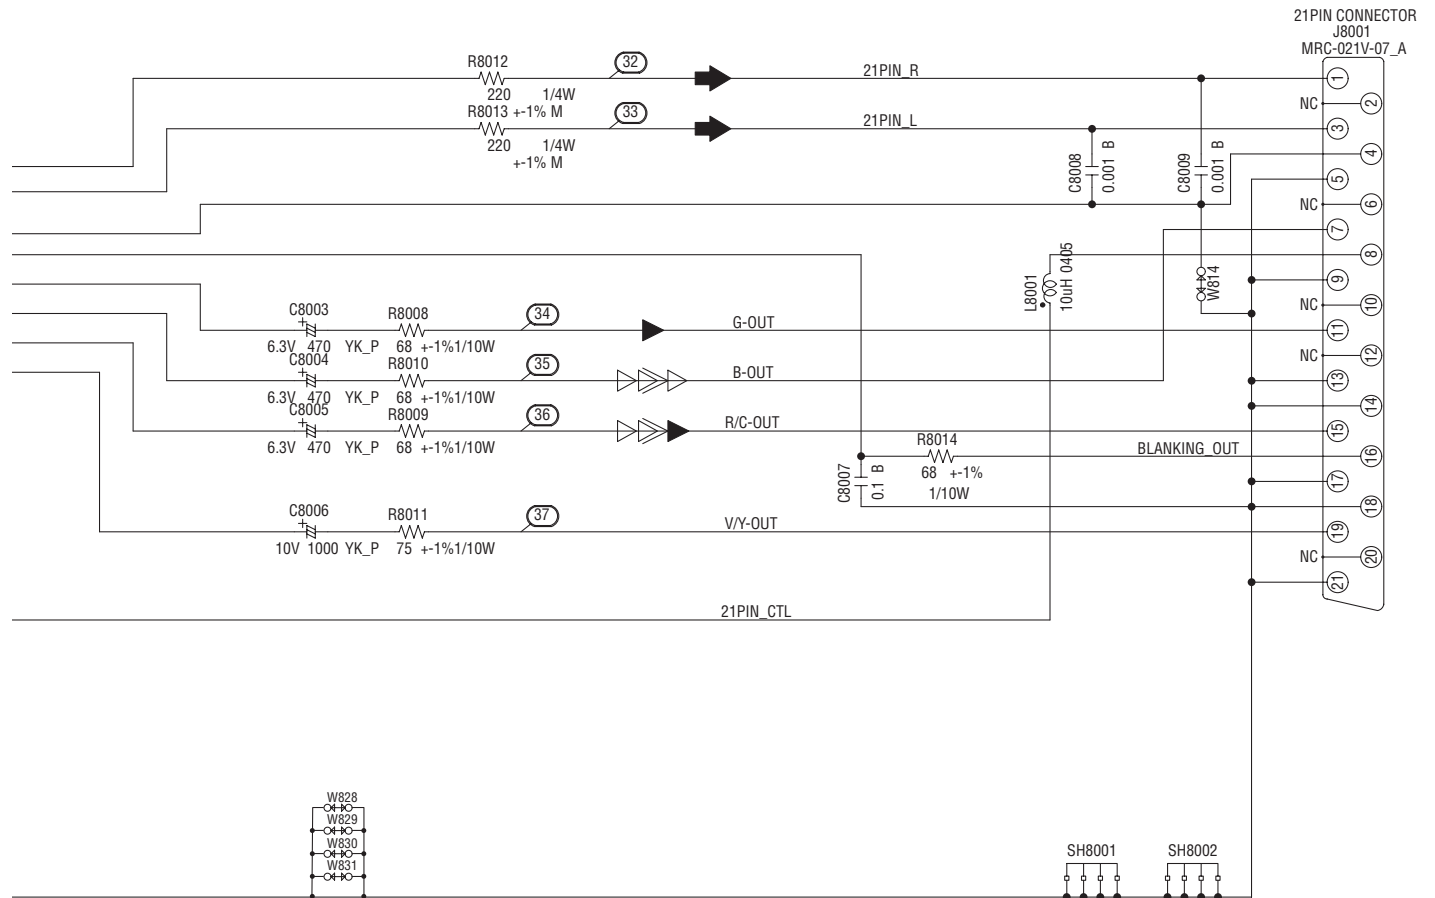 21PIN CONNECTOR
J8001
MRC-021V-07_A
R8012
32
21PIN_R
1
220 1/4W
NC
2
R8013 +-1% M
33
21PIN_L
3
220 1/4W
+-1% M
C8008
0.001 B
C8009
0.001 B
4
5
NC
6
7
8
L8001
10uH 0405
W814
9
NC
10
C8003
R8008
34
G-OUT
11
6.3V 470 YK_P 68 +-1%1/10W
NC
12
C8004
R8010
35
B-OUT
13
6.3V 470 YK_P 68 +-1%1/10W
14
C8005
R8009
36
R/C-OUT
15
6.3V 470 YK_P 68 +-1%1/10W
R8014
BLANKING_OUT
16
68 +-1%
1/10W
C8007
0.1 B
17
18
C8006
R8011
37
V/Y-OUT
19
10V 1000 YK_P 75 +-1%1/10W
NC
20
21
21PIN_CTL
W828
W829
W830
W831
SH8001
SH8002